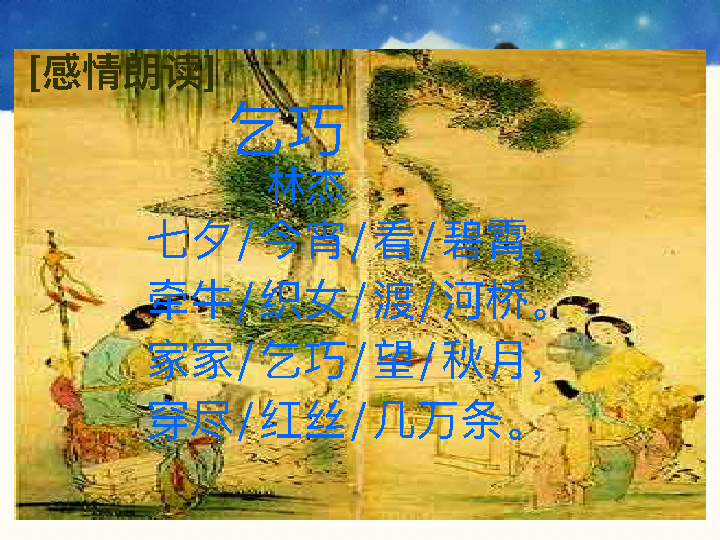 [感情朗读]
乞巧
林杰
七夕/今宵/看/碧霄，
牵牛/织女/渡/河桥。
家家/乞巧/望/秋月，
穿尽/红丝/几万条。